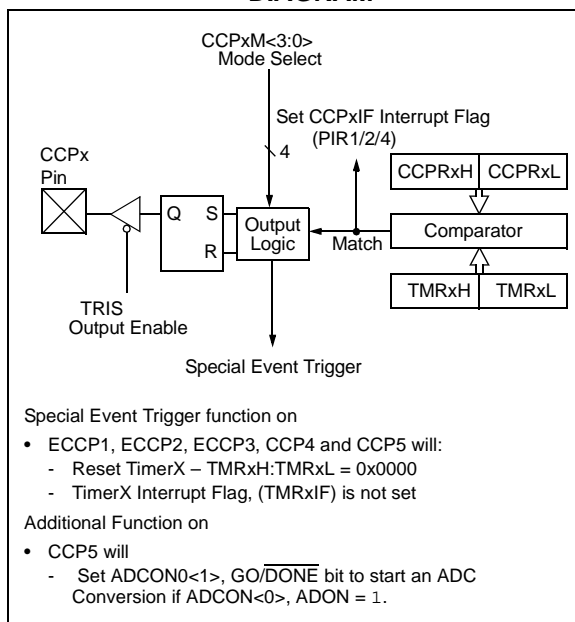 DIAGRAM
CCPxM<3:0>
Mode Select
Set CCPxIF Interrupt Flag
(PIR1/2/4)
4
CCPx
Pin
CCPRxH CCPRxL
Q S
R
Output
Logic
Match
Comparator
TRIS
Output Enable
TMRxH TMRxL
Special Event Trigger
Special Event Trigger function on
• ECCP1, ECCP2, ECCP3, CCP4 and CCP5 will:
- Reset TimerX – TMRxH:TMRxL = 0x0000
- TimerX Interrupt Flag, (TMRxIF) is not set
Additional Function on
• CCP5 will
- Set ADCON0<1>, GO/DONE bit to start an ADC
Conversion if ADCON<0>, ADON = 1.